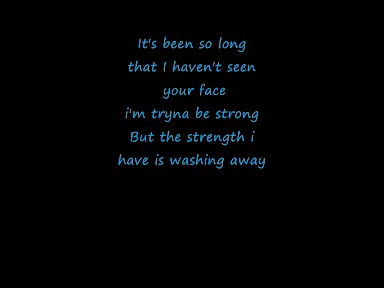 It's been so long
that I haven't seen
your face
i'm tryna be strong
But the strength i
have is washing away